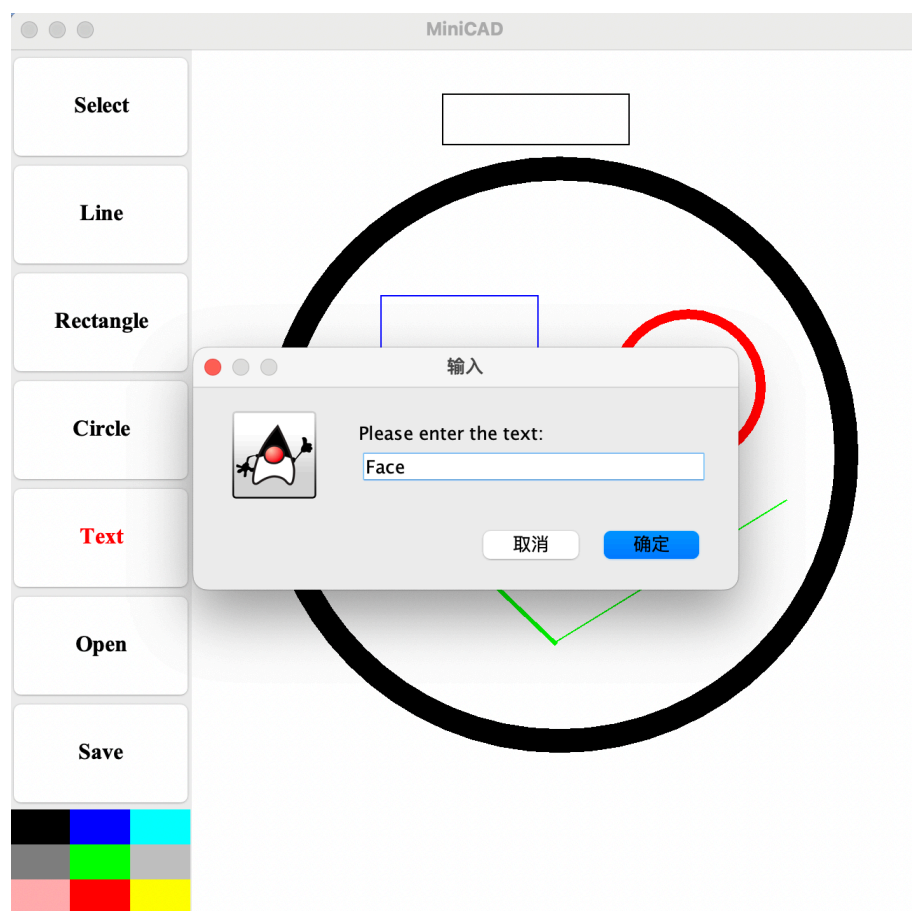 MiniCAD
Select
Line
Rectangle
Circle
Text
Open
Save
输入
Please enter the text:
Face
取消
确定